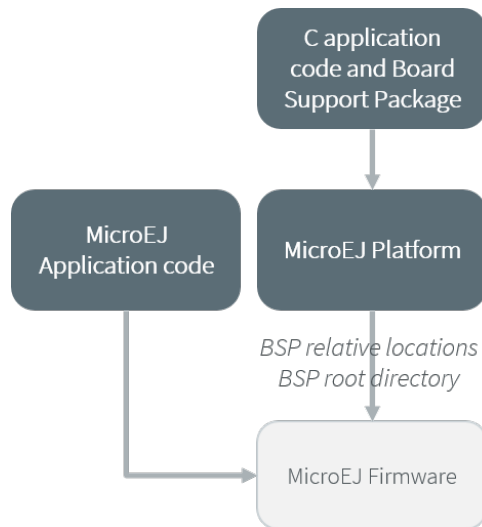 C application
code and Board
Support Package
MicroEJ
Application code
MicroEJ Platform
BSP relative locations
BSP root directory
MicroEJ Firmware